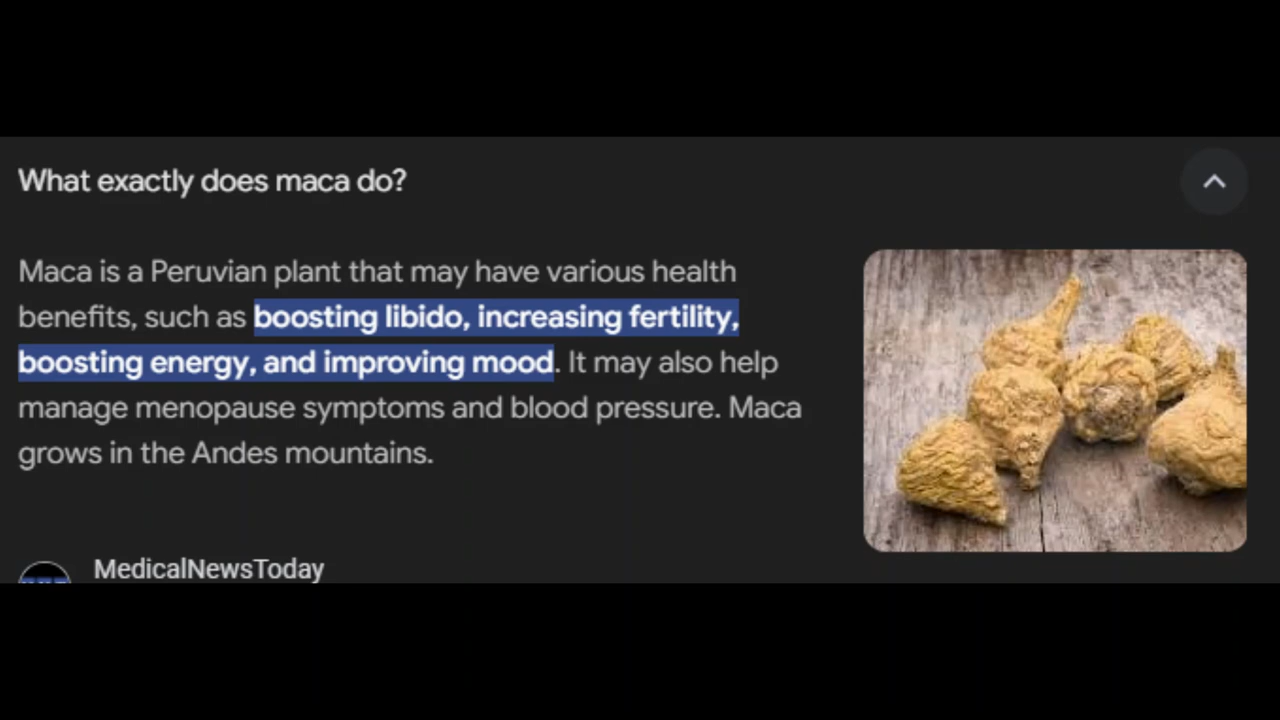 What exactly does maca do?
Maca is a Peruvian plant that may have various health
benefits, such as boosting libido, increasing fertility,
boosting energy, and improving mood. It may also help
manage menopause symptoms and blood pressure. Maca
grows in the Andes mountains.
MedicalNewsToday